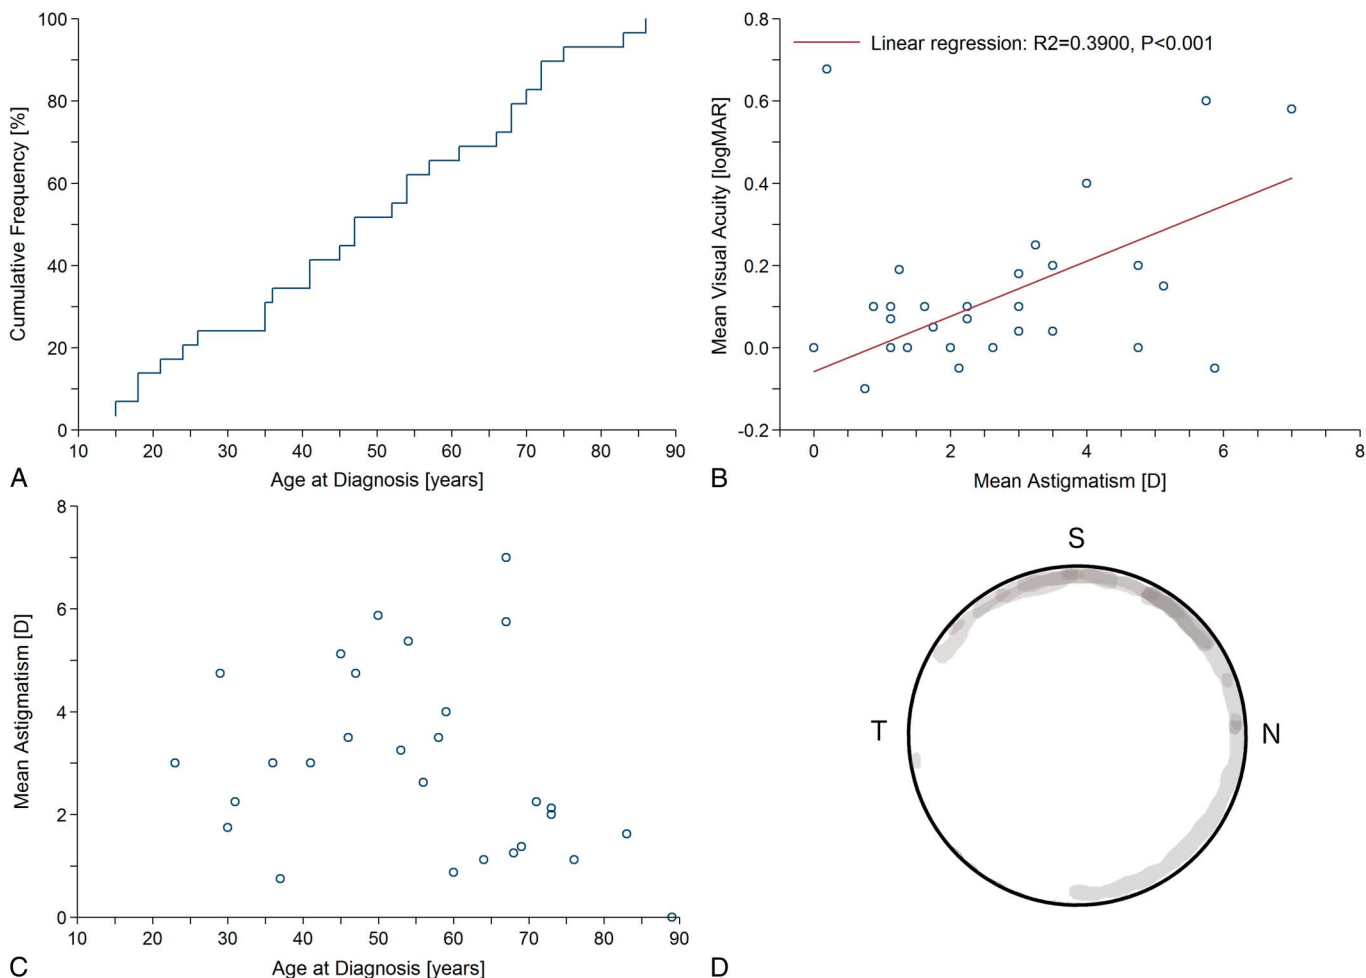 100
80
60
40
20
0
Cumulative Frequency [%]
10 20 30 40 50 60 70 80 90
Age at Diagnosis [years]
A
0.8
0.6
0.4
0.2
0.0
-0.2
Mean Visual Acuity [logMAR]
Linear regression: R2=0.3900, P<0.001
0 2 4 6 8
Mean Astigmatism [D]
B
8
6
4
2
0
Mean Astigmatism [D]
10 20 30 40 50 60 70 80 90
Age at Diagnosis [years]
C
S
T
N
D